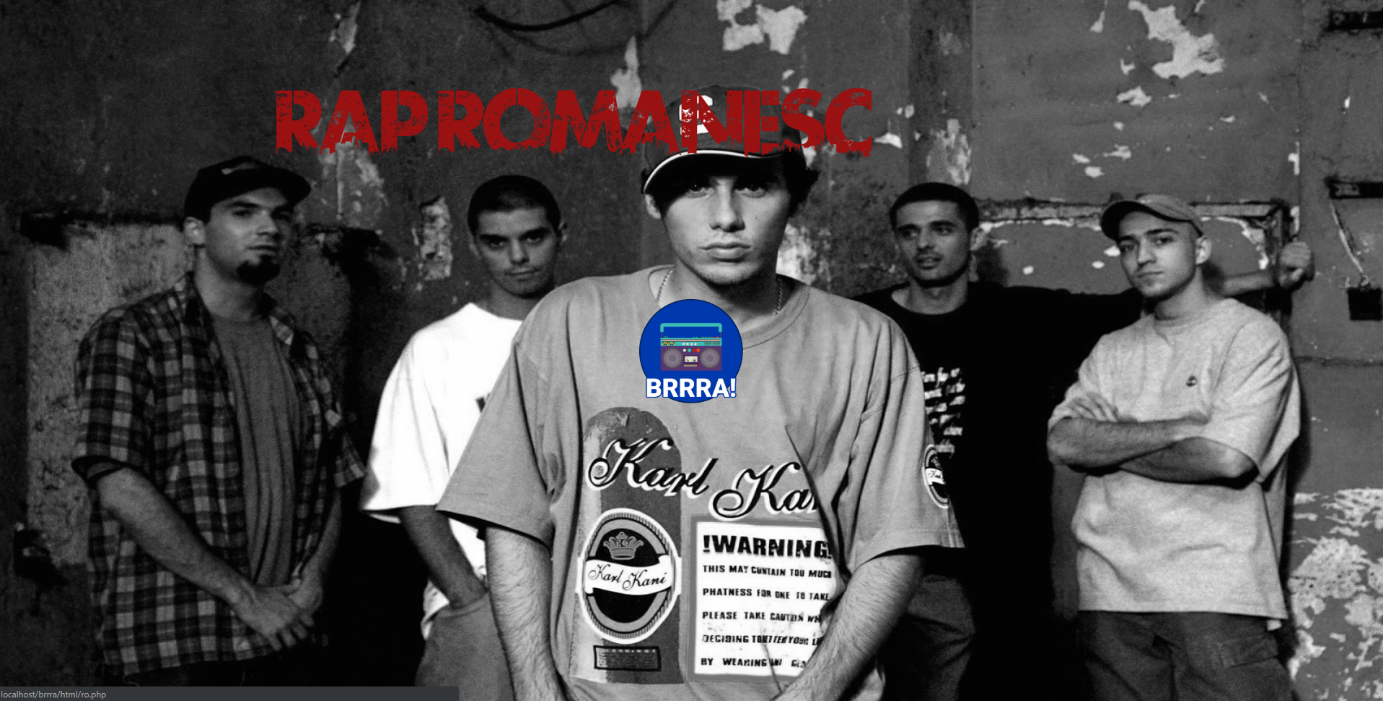 RAP ROMANESC
BRRRA!
Karl Ka
Karl Kani
!WARNING!
THIS MAY CONTAIN TOO MUCH
PHATNESS FOR ONE TO TAKE
PLEASE TAKE CAUTION WH
DECIDING
BY WEARING
localhost/brrra/html/ro.php